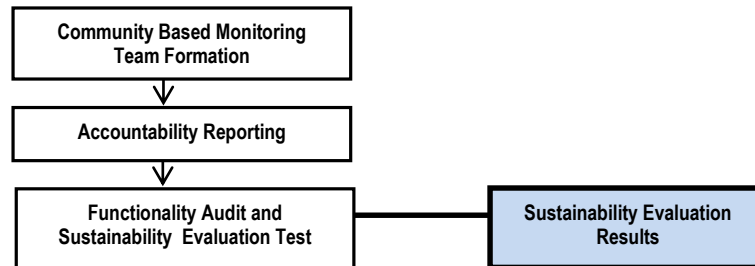 Community Based Monitoring
Team Formation
Accountability Reporting
Functionality Audit and
Sustainability Evaluation Test
Sustainability Evaluation
Results